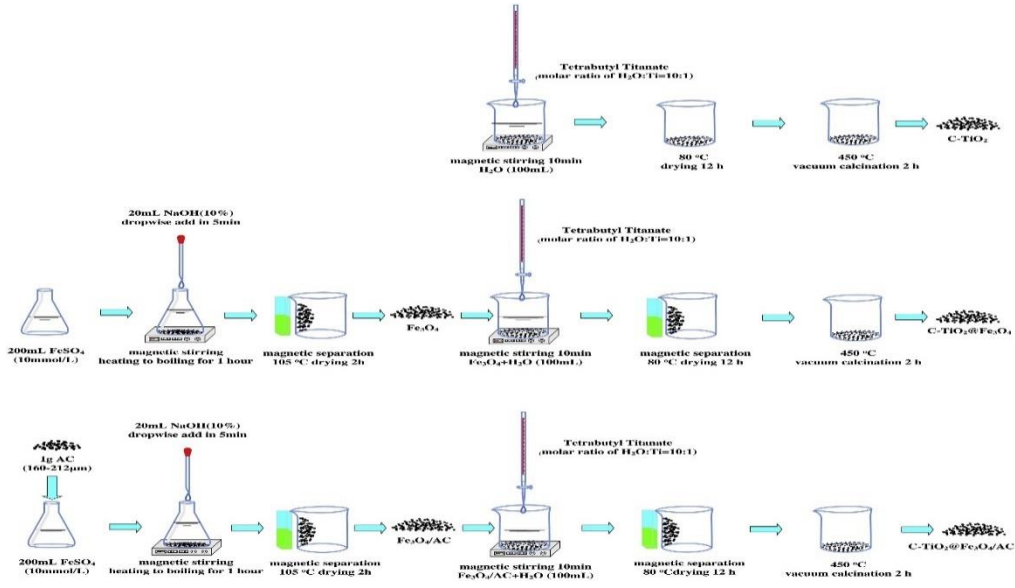 Tetrabutyl Titanate
(molar ratio of H₂O:Ti=10:1)
magnetic stirring 10min
H₂O (100mL)
80 °C
drying 12 h
450 °C
vacuum calcination 2 h
C-TiO₂
20mL NaOH(10%)
dropwise add in 5min
Tetrabutyl Titanate
(molar ratio of H₂O:Ti=10:1)
200mL FeSO₄
(10mmol/L)
magnetic stirring
heating to boiling for 1 hour
magnetic separation
105 °C drying 2h
Fe₃O₄
magnetic stirring 10min
Fe₃O₄+H₂O (100mL)
magnetic separation
80 °C drying 12 h
450 °C
vacuum calcination 2 h
C-TiO₂@Fe₃O₄
1g AC
(160-212μm)
20mL NaOH(10%)
dropwise add in 5min
Tetrabutyl Titanate
(molar ratio of H₂O:Ti=10:1)
200mL FeSO₄
(10mmol/L)
magnetic stirring
heating to boiling for 1 hour
magnetic separation
105 °C drying 2h
Fe₃O₄/AC
magnetic stirring 10min
Fe₃O₄/AC+H₂O (100mL)
magnetic separation
80 °Cdrying 12 h
450 °C
vacuum calcination 2 h
C-TiO₂@Fe₃O₄/AC